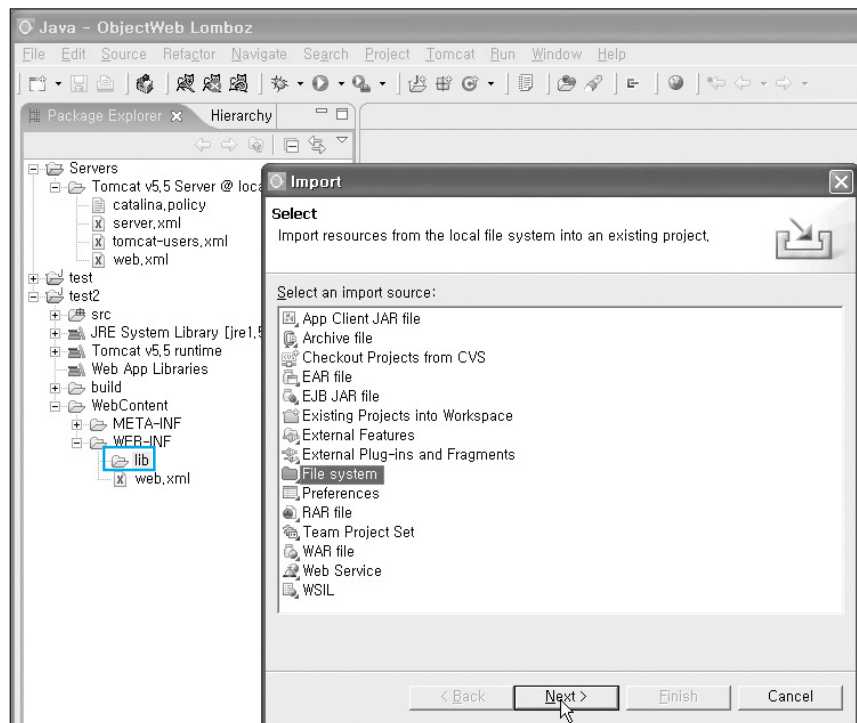 Java - ObjectWeb Lomboz
File Edit Source Refactor Navigate Search Project Tomcat Run Window Help
Package Explorer Hierarchy
Servers
Tomcat v5.5 Server @ loca
catalina.policy
server.xml
tomcat-users.xml
web.xml
test
test2
src
JRE System Library [jre1.5
Tomcat v5.5 runtime
Web App Libraries
build
WebContent
META-INF
WEB-INF
lib
web.xml
Import
Select
Import resources from the local file system into an existing project.
Select an import source:
App Client JAR file
Archive file
Checkout Projects from CVS
EAR file
EJB JAR file
Existing Projects into Workspace
External Features
External Plug-ins and Fragments
File system
Preferences
RAR file
Team Project Set
WAR file
Web Service
WSIL
< Back Next > Finish Cancel